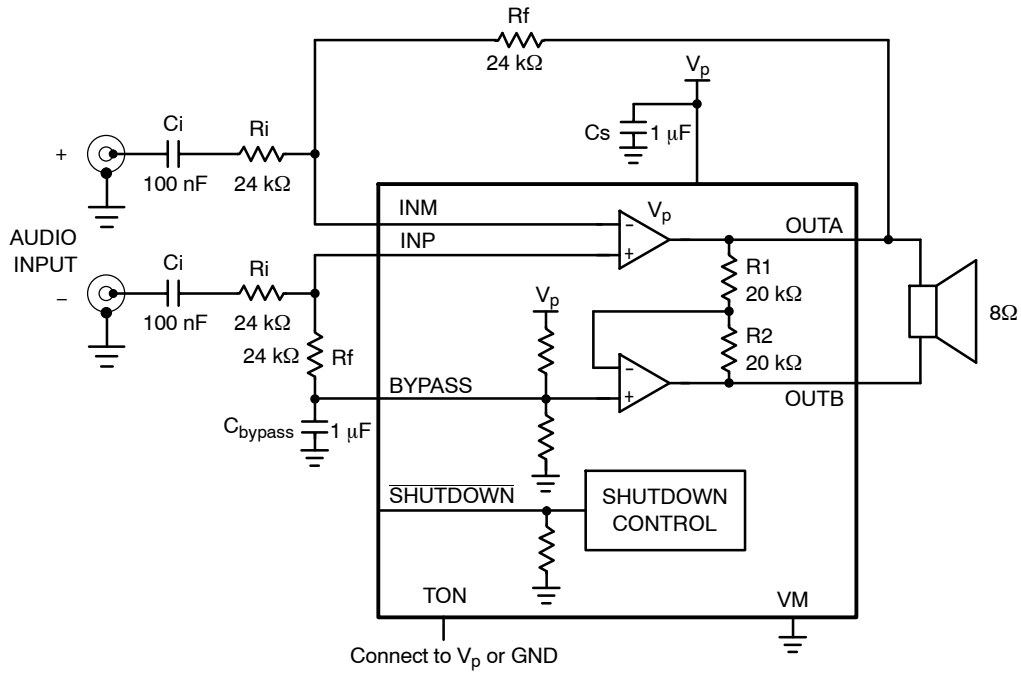 Rf
24 kΩ
Vp
Cs
1 μF
Ci
Ri
+
100 nF
24 kΩ
INM
Vp
–
INP
+
OUTA
AUDIO
INPUT
Ci
Ri
R1
20 kΩ
–
Vp
8Ω
100 nF
24 kΩ
R2
20 kΩ
24 kΩ
Rf
–
BYPASS
+
OUTB
Cbypass
1 μF
SHUTDOWN
SHUTDOWN
CONTROL
TON
VM
Connect to Vp or GND